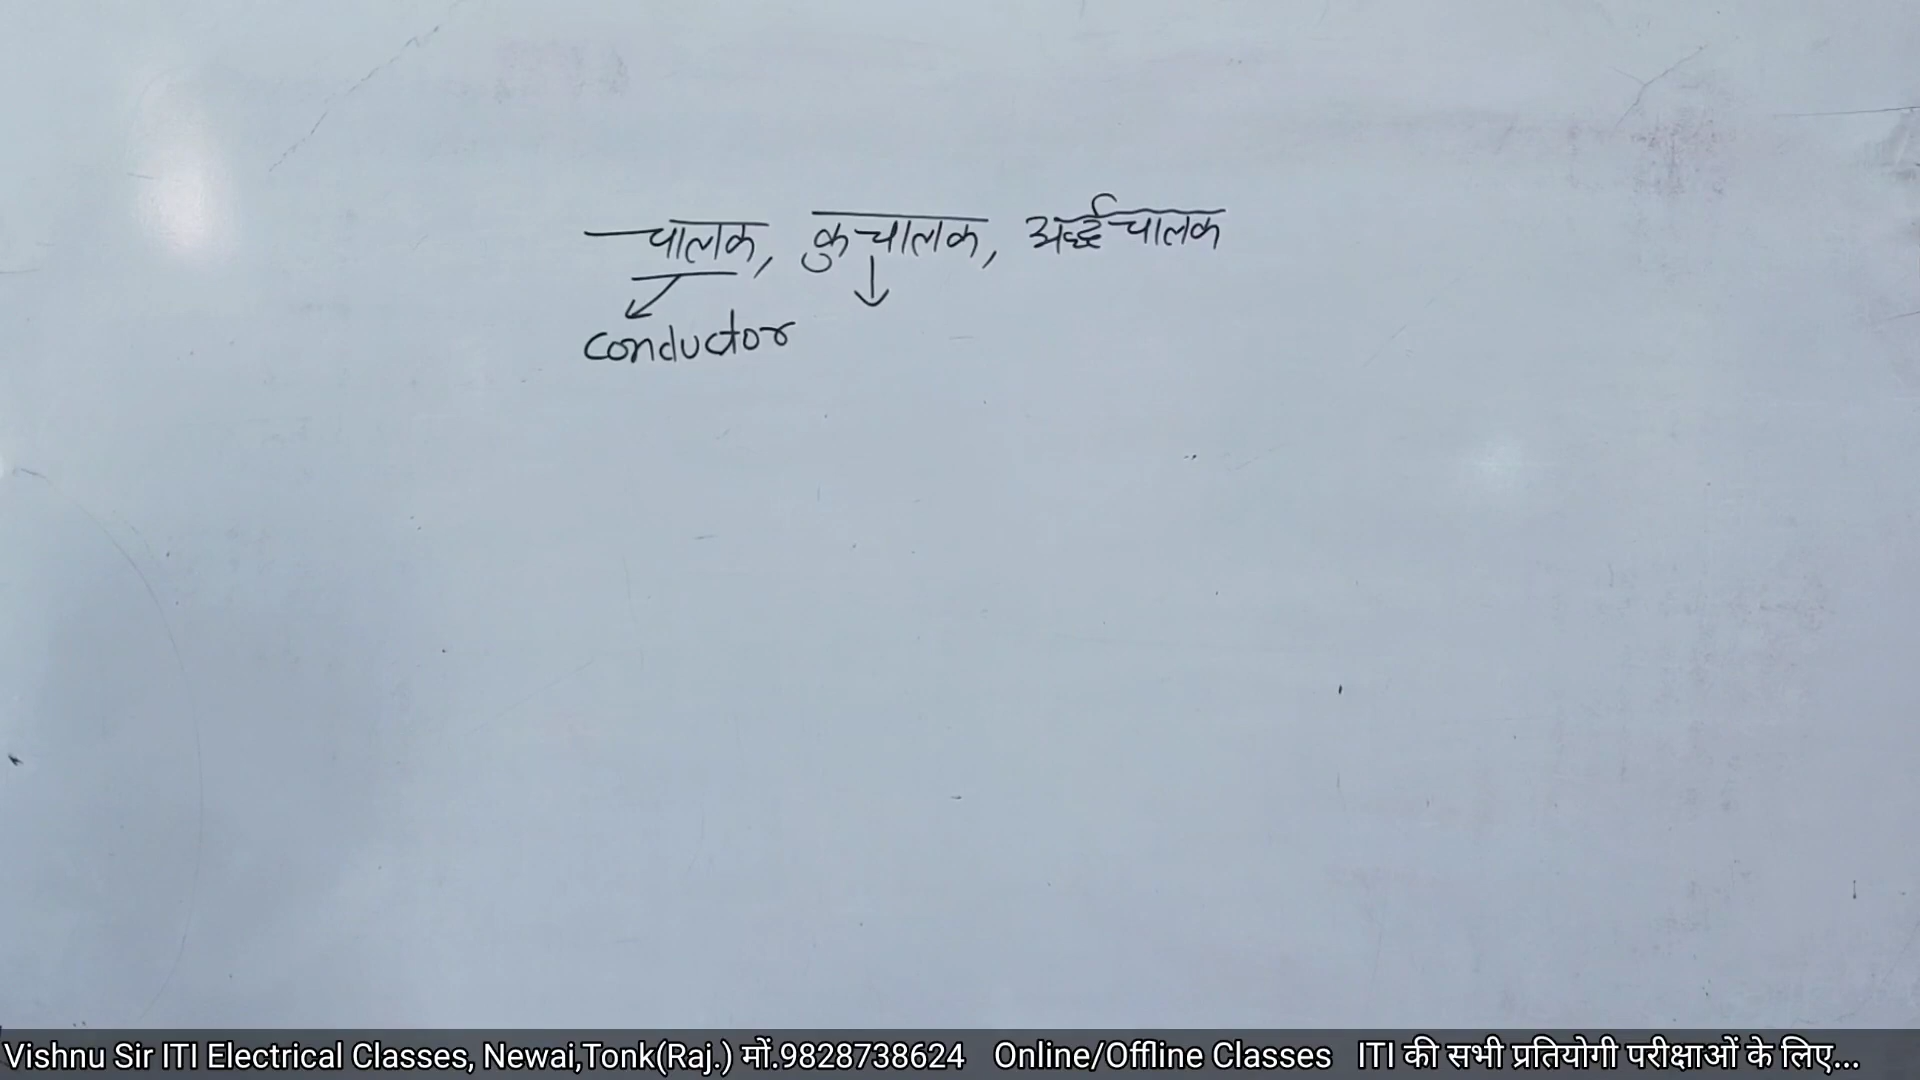 चालक, कुचालक, अर्द्धचालक
conductor
Vishnu Sir ITI Electrical Classes, Newai,Tonk(Raj.) मों.9828738624 Online/Offline Classes ITI की सभी प्रतियोगी परीक्षाओं के लिए...